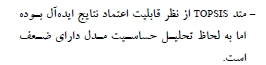 – متد TOPSIS از نظر قابلیت اعتماد نتایج ایده‌آل بوده
اما به لحاظ تحلیل حساسیت مدل دارای ضعف
است.